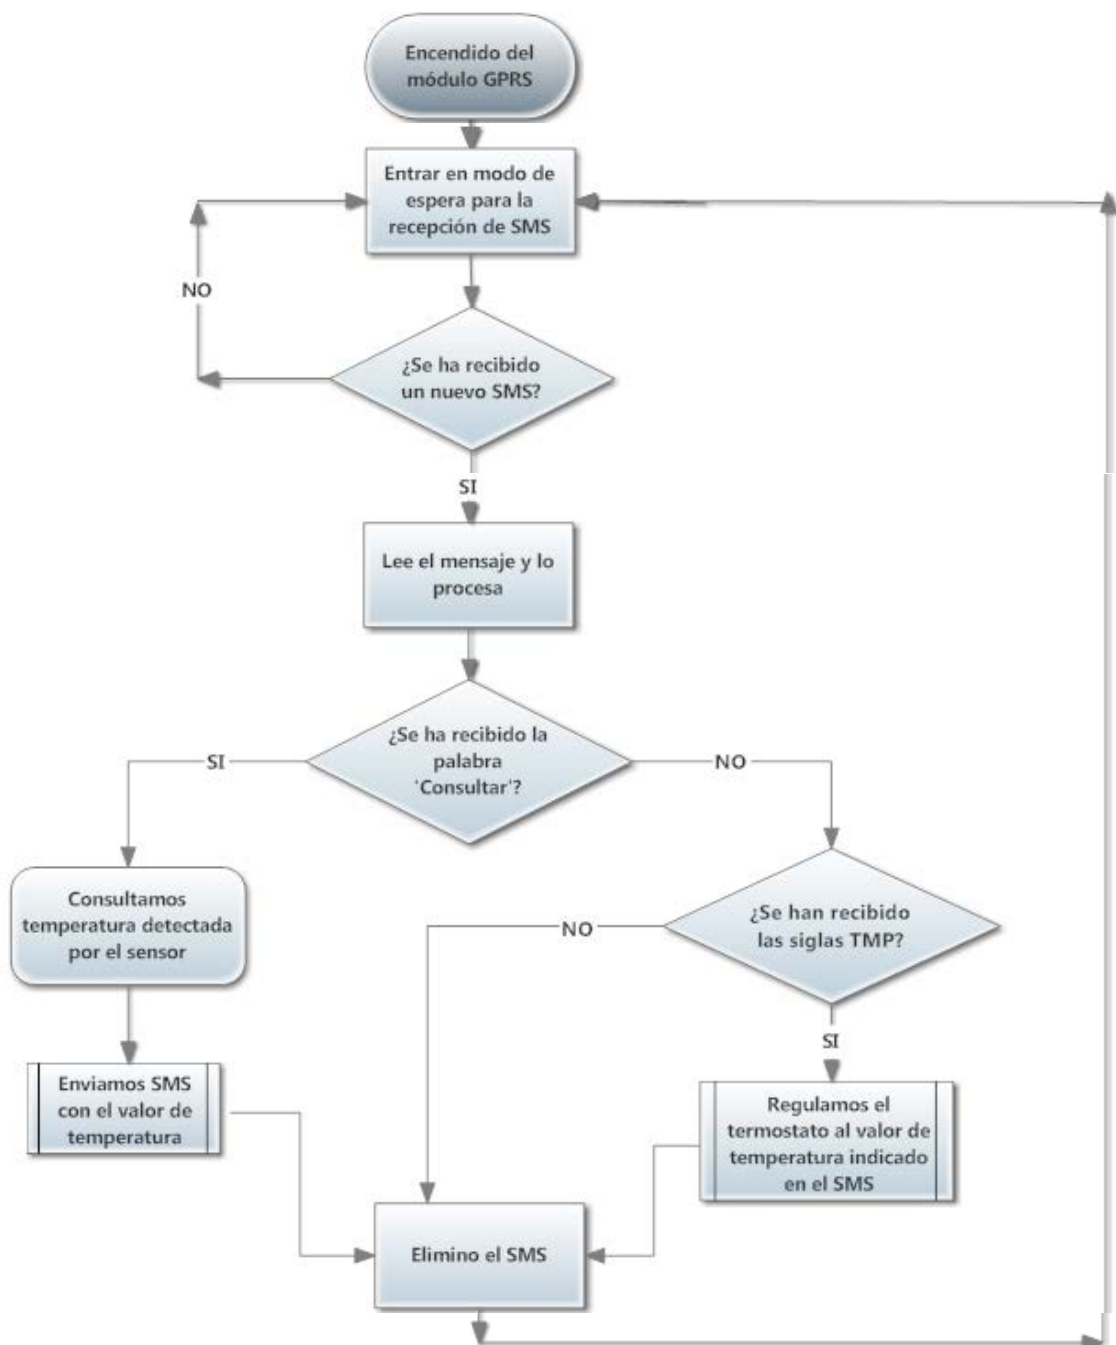 Encendido del
módulo GPRS
Entrar en modo de
espera para la
recepción de SMS
NO
¿Se ha recibido
un nuevo SMS?
SI
Lee el mensaje y lo
procesa
¿Se ha recibido la
palabra
'Consultar'?
SI
NO
Consultamos
temperatura detectada
por el sensor
¿Se han recibido
las siglas TMP?
NO
SI
Enviamos SMS
con el valor de
temperatura
Regulamos el
termostato al valor de
temperatura indicado
en el SMS
Elimino el SMS